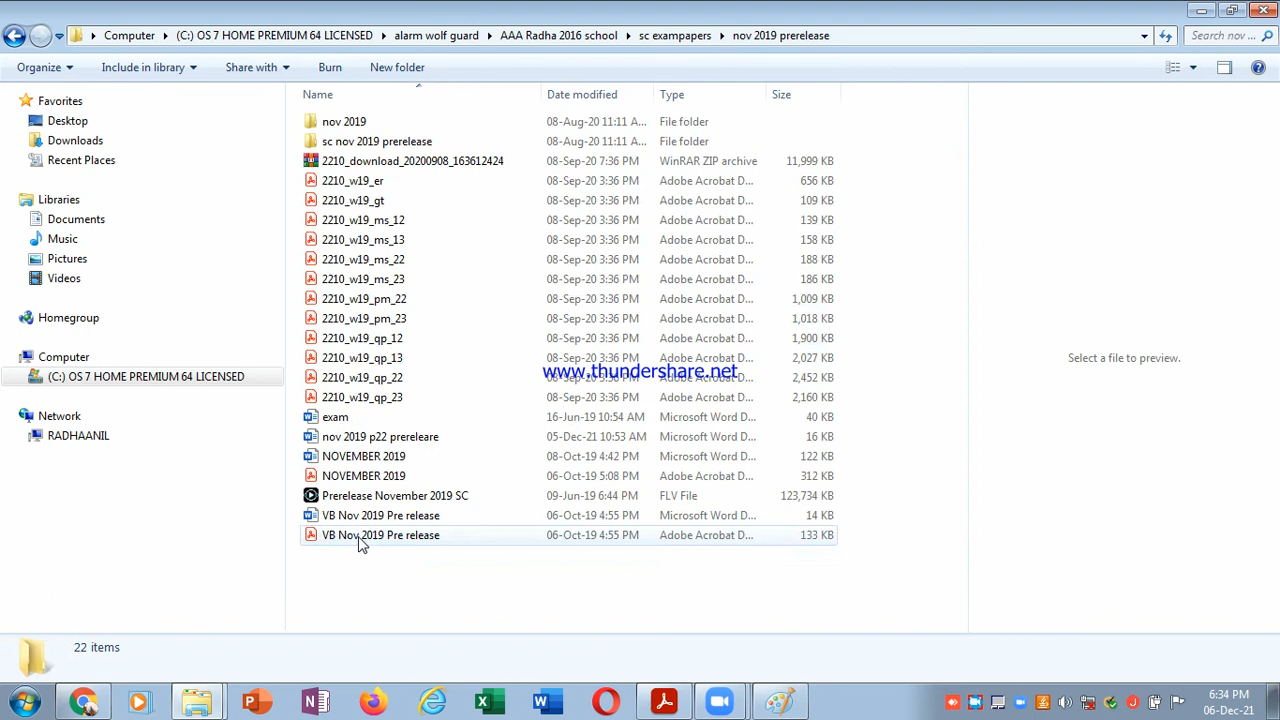 Computer ▸ (C:) OS 7 HOME PREMIUM 64 LICENSED ▸ alarm wolf guard ▸ AAA Radha 2016 school ▸ sc exampapers ▸ nov 2019 prerelease
Search nov ...
Organize Include in library Share with Burn New folder
Name Date modified Type Size
Favorites
Desktop
Downloads
Recent Places
Libraries
Documents
Music
Pictures
Videos
Homegroup
Computer
(C:) OS 7 HOME PREMIUM 64 LICENSED
Network
RADHAANIL
nov 2019 08-Aug-20 11:11 A... File folder
sc nov 2019 prerelease 08-Aug-20 11:11 A... File folder
2210_download_20200908_163612424 08-Sep-20 7:36 PM WinRAR ZIP archive 11,999 KB
2210_w19_er 08-Sep-20 3:36 PM Adobe Acrobat D... 656 KB
2210_w19_gt 08-Sep-20 3:36 PM Adobe Acrobat D... 109 KB
2210_w19_ms_12 08-Sep-20 3:36 PM Adobe Acrobat D... 139 KB
2210_w19_ms_13 08-Sep-20 3:36 PM Adobe Acrobat D... 158 KB
2210_w19_ms_22 08-Sep-20 3:36 PM Adobe Acrobat D... 188 KB
2210_w19_ms_23 08-Sep-20 3:36 PM Adobe Acrobat D... 186 KB
2210_w19_pm_22 08-Sep-20 3:36 PM Adobe Acrobat D... 1,009 KB
2210_w19_pm_23 08-Sep-20 3:36 PM Adobe Acrobat D... 1,018 KB
2210_w19_qp_12 08-Sep-20 3:36 PM Adobe Acrobat D... 1,900 KB
2210_w19_qp_13 08-Sep-20 3:36 PM Adobe Acrobat D... 2,027 KB
www.thundershare.net
2210_w19_qp_22 08-Sep-20 3:36 PM Adobe Acrobat D... 2,452 KB
2210_w19_qp_23 08-Sep-20 3:36 PM Adobe Acrobat D... 2,160 KB
exam 16-Jun-19 10:54 AM Microsoft Word D... 40 KB
nov 2019 p22 prereleare 05-Dec-21 10:53 AM Microsoft Word D... 16 KB
NOVEMBER 2019 08-Oct-19 4:42 PM Microsoft Word D... 122 KB
NOVEMBER 2019 06-Oct-19 5:08 PM Adobe Acrobat D... 312 KB
Prerelease November 2019 SC 09-Jun-19 6:44 PM FLV File 123,734 KB
VB Nov 2019 Pre release 06-Oct-19 4:55 PM Microsoft Word D... 14 KB
VB Nov 2019 Pre release 06-Oct-19 4:55 PM Adobe Acrobat D... 133 KB
Select a file to preview.
22 items
6:34 PM
06-Dec-21